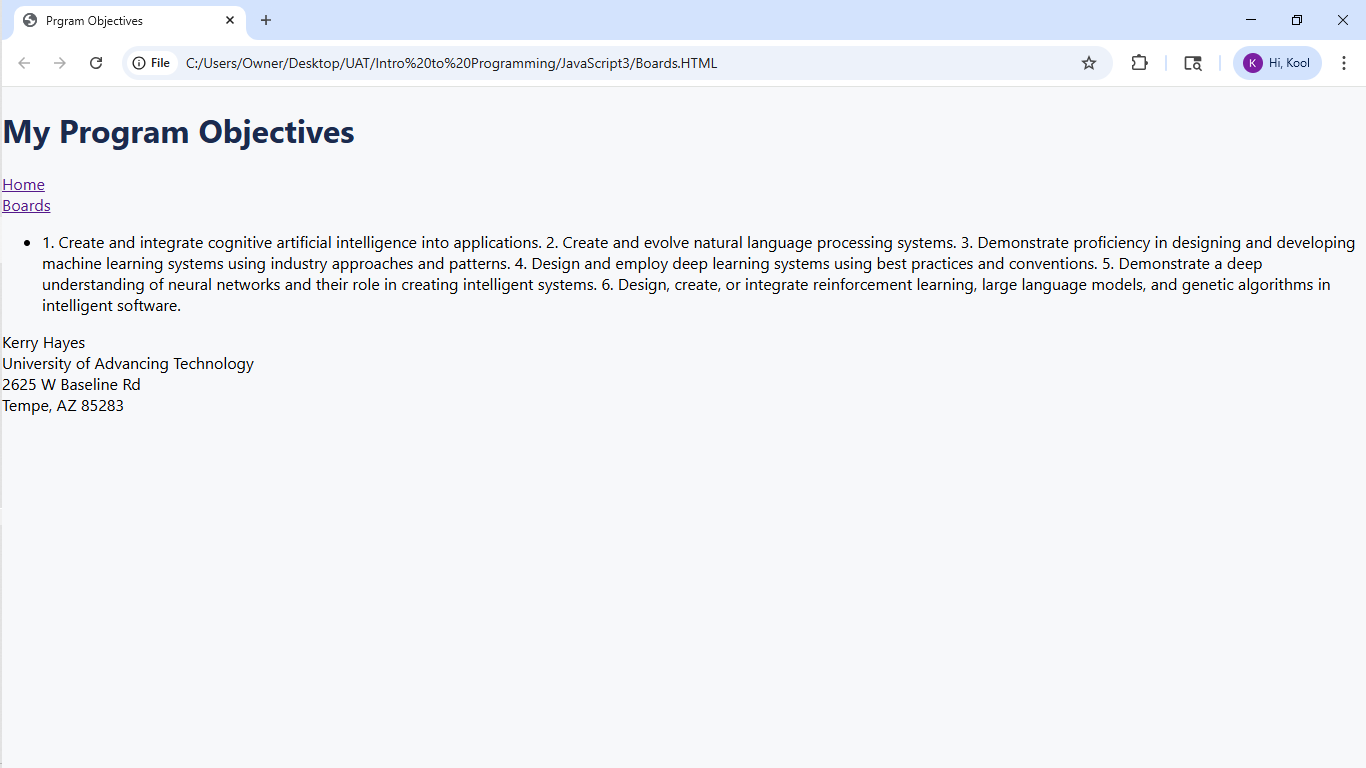 Prgram Objectives
File
C:/Users/Owner/Desktop/UAT/Intro%20to%20Programming/JavaScript3/Boards.HTML
K
Hi, Kool
My Program Objectives
Home
Boards
1. Create and integrate cognitive artificial intelligence into applications. 2. Create and evolve natural language processing systems. 3. Demonstrate proficiency in designing and developing
machine learning systems using industry approaches and patterns. 4. Design and employ deep learning systems using best practices and conventions. 5. Demonstrate a deep
understanding of neural networks and their role in creating intelligent systems. 6. Design, create, or integrate reinforcement learning, large language models, and genetic algorithms in
intelligent software.
Kerry Hayes
University of Advancing Technology
2625 W Baseline Rd
Tempe, AZ 85283